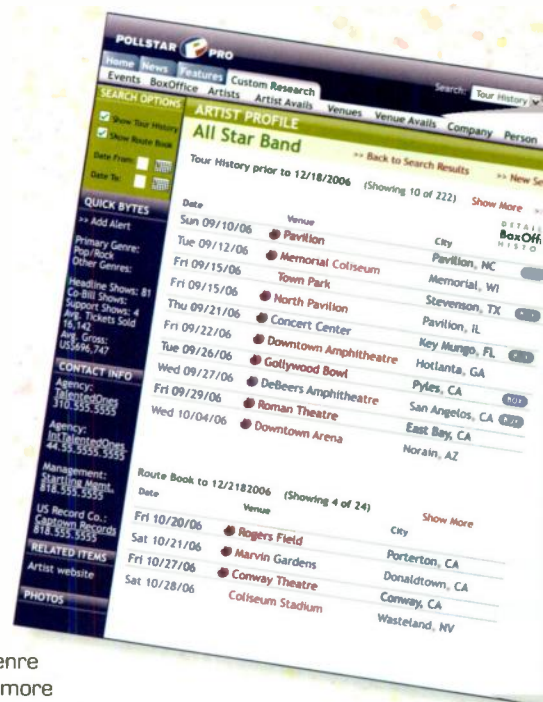 POLLSTAR PRO
Home News Features Custom Research
Search: Tour History
Events BoxOffice Artists Artist Avails Venues Venue Avails Company Person
SEARCH OPTIONS
Show Tour History
Show Route Book
Date From:
Date To:
QUICK BYTES
>> Add Alert
Primary Genre:
Pop/Rock
Other Genres:
Headline Shows: 81
Co-Bill Shows:
Support Shows: 4
Avg. Tickets Sold
16,142
Avg. Gross:
US$696,747
CONTACT INFO
Agency:
TalentedOnes
310.555.5555
Agency:
IntTalentedOnes
44.55.5555.5555
Management:
Startling Mgmt.
818.555.5555
US Record Co.:
Captown Records
818.555.5555
RELATED ITEMS
Artist website
PHOTOS
ARTIST PROFILE
All Star Band
>> Back to Search Results >> New Se
Tour History prior to 12/18/2006 (Showing 10 of 222) Show More
DETAIL
BoxOff
HISTO
Date Venue City
Sun 09/10/06 Pavilion Pavilion, NC
Tue 09/12/06 Memorial Coliseum Memorial, WI
Fri 09/15/06 Town Park Stevenson, TX
Fri 09/15/06 North Pavilion Pavilion, IL
Thu 09/21/06 Concert Center Key Mungo, FL
Fri 09/22/06 Downtown Amphitheatre Hotlanta, GA
Tue 09/26/06 Gollywood Bowl Pyles, CA
Wed 09/27/06 DeBeers Amphitheatre San Angelos, CA
Fri 09/29/06 Roman Theatre East Bay, CA
Wed 10/04/06 Downtown Arena Norain, AZ
Route Book to 12/2182006 (Showing 4 of 24) Show More
Date Venue City
Fri 10/20/06 Rogers Field Porterton, CA
Sat 10/21/06 Marvin Gardens Donaldtown, CA
Fri 10/27/06 Conway Theatre Conway, CA
Sat 10/28/06 Coliseum Stadium Wasteland, NV
enre
more